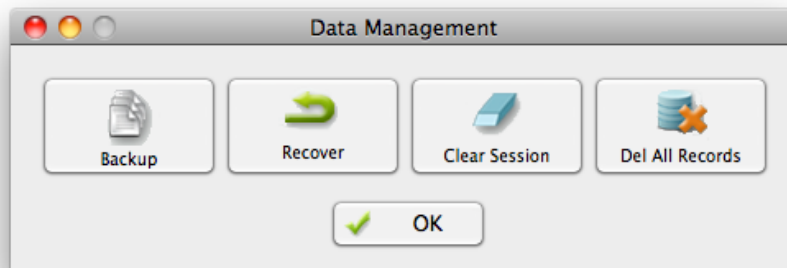 Data Management
Backup
Recover
Clear Session
Del All Records
OK